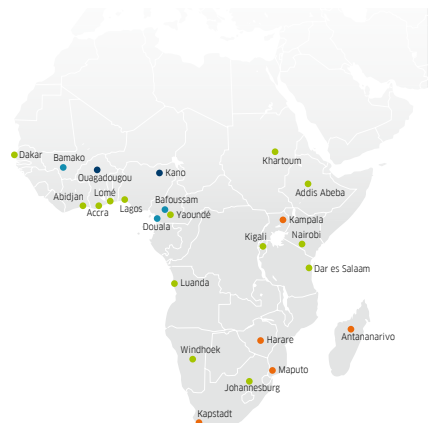 Dakar
Bamako
Ouagadougou
Kano
Khartoum
Addis Abeba
Abidjan
Lomé
Accra
Lagos
Bafoussam
Yaoundé
Douala
Kampala
Kigali
Nairobi
Dar es Salaam
Luanda
Harare
Antananarivo
Windhoek
Maputo
Johannesburg
Kapstadt